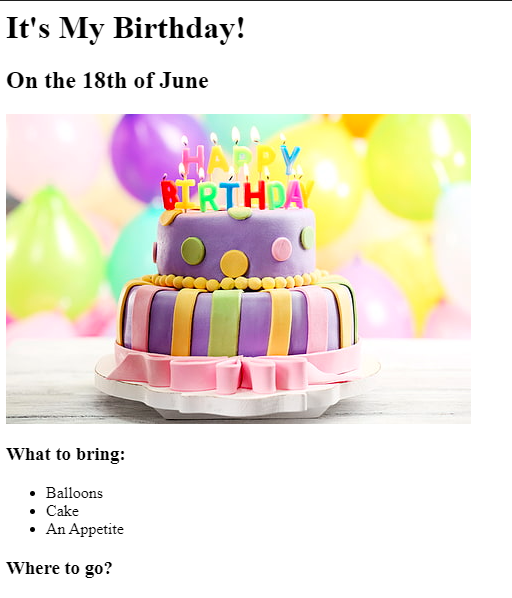 It's My Birthday!
On the 18th of June
HAPPY
BIRTHDAY
What to bring:
Balloons
Cake
An Appetite
Where to go?